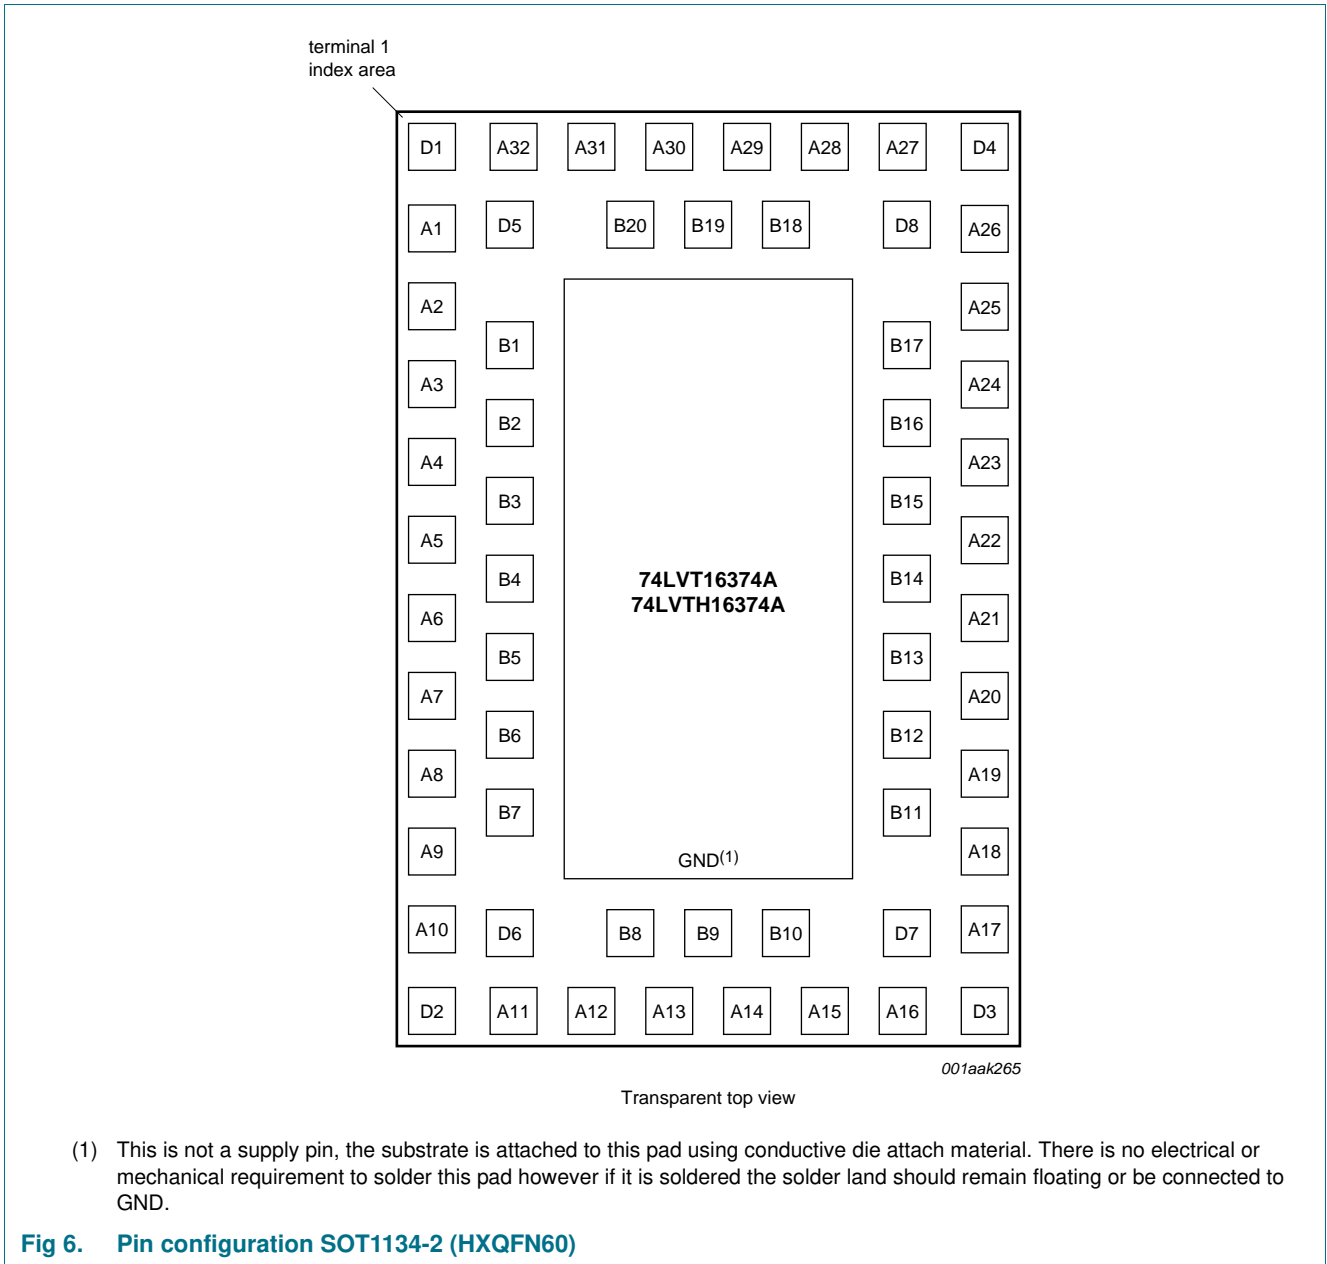 terminal 1
index area
D1 A32 A31 A30 A29 A28 A27 D4
A1 D5 B20 B19 B18 D8 A26
A2 A25
B1 B17
A3 A24
B2 B16
A4 A23
B3 B15
A5 A22
B4 B14
74LVT16374A
74LVTH16374A
A6 A21
B5 B13
A7 A20
B6 B12
A8 A19
B7 B11
A9 A18
GND(1)
A10 D6 B8 B9 B10 D7 A17
D2 A11 A12 A13 A14 A15 A16 D3
001aak265
Transparent top view
(1) This is not a supply pin, the substrate is attached to this pad using conductive die attach material. There is no electrical or
mechanical requirement to solder this pad however if it is soldered the solder land should remain floating or be connected to
GND.
Fig 6. Pin configuration SOT1134-2 (HXQFN60)